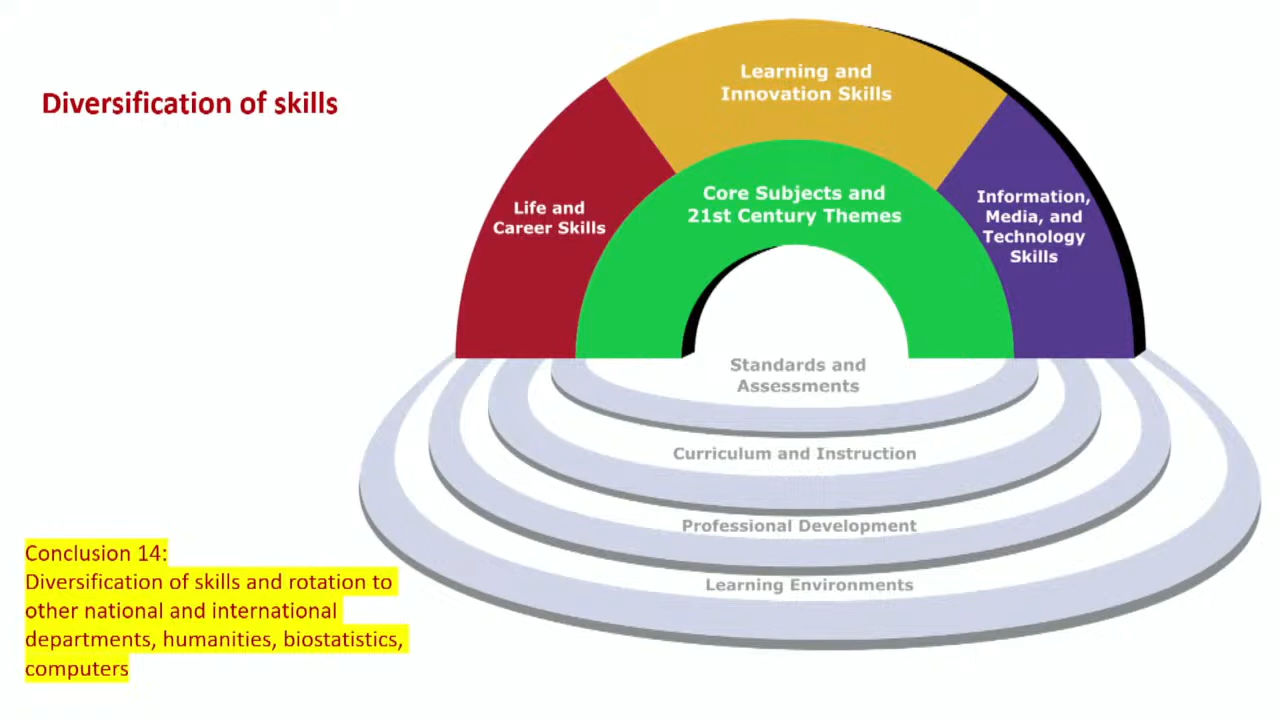 Diversification of skills
Learning and
Innovation Skills
Life and
Career Skills
Core Subjects and
21st Century Themes
Information,
Media, and
Technology
Skills
Standards and
Assessments
Curriculum and Instruction
Professional Development
Learning Environments
Conclusion 14:
Diversification of skills and rotation to
other national and international
departments, humanities, biostatistics,
computers